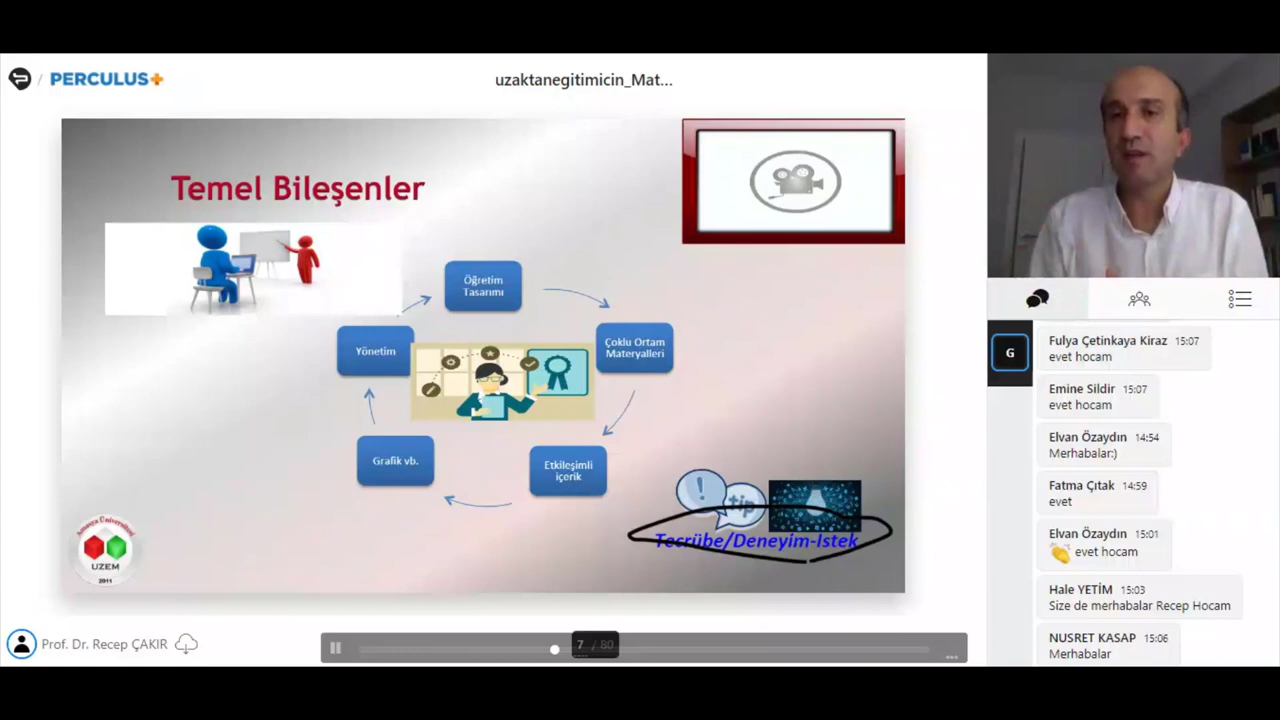 PERCULUS+
uzaktanegitimicin_Mat...
Temel Bileşenler
Öğretim
Tasarımı
Yönetim
Çoklu Ortam
Materyalleri
Grafik vb.
Etkileşimli
içerik
! tip
Tecrübe/Deneyim-Istek
Amasya Üniversitesi
UZEM
2011
Prof. Dr. Recep ÇAKIR
7 / 80
G
Fulya Çetinkaya Kiraz 15:07
evet hocam
Emine Sildir 15:07
evet hocam
Elvan Özaydın 14:54
Merhabalar:)
Fatma Çıtak 14:59
evet
Elvan Özaydın 15:01
👏 evet hocam
Hale YETİM 15:03
Size de merhabalar Recep Hocam
NUSRET KASAP 15:06
Merhabalar